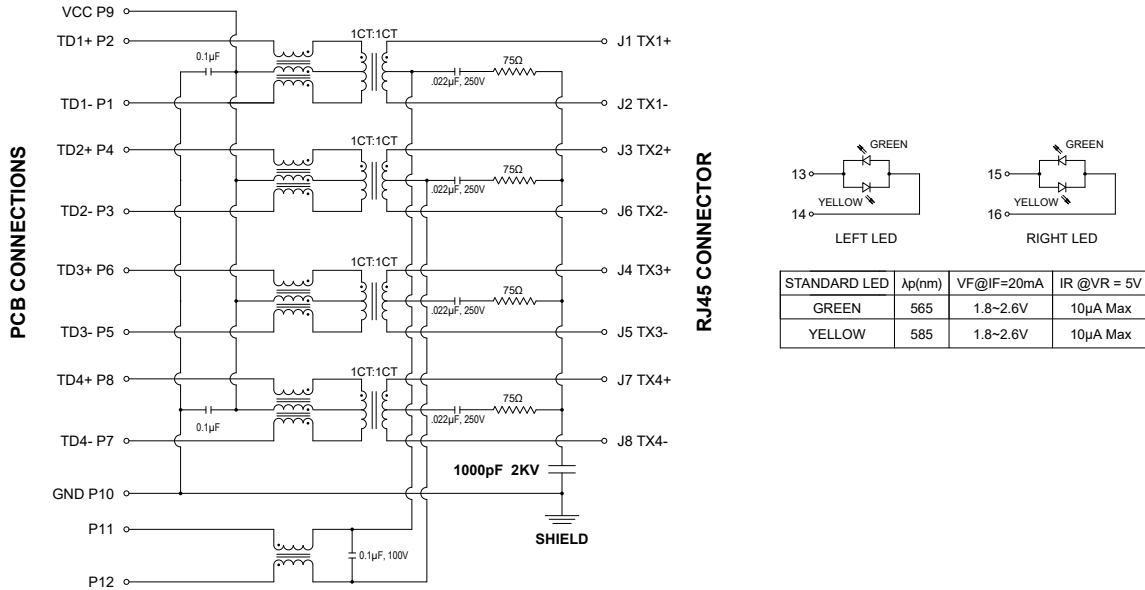 VCC P9
TD1+ P2
1CT:1CT
J1 TX1+
0.1µF
75Ω
.022µF, 250V
TD1- P1
J2 TX1-
TD2+ P4
1CT:1CT
J3 TX2+
75Ω
.022µF, 250V
TD2- P3
J6 TX2-
TD3+ P6
1CT:1CT
J4 TX3+
75Ω
.022µF, 250V
TD3- P5
J5 TX3-
TD4+ P8
1CT:1CT
J7 TX4+
75Ω
0.1µF
.022µF, 250V
TD4- P7
J8 TX4-
1000pF 2KV
GND P10
SHIELD
P11
0.1µF, 100V
P12
PCB CONNECTIONS
RJ45 CONNECTOR
GREEN
13
YELLOW
14
LEFT LED
GREEN
15
YELLOW
16
RIGHT LED
STANDARD LED λp(nm) VF@IF=20mA IR @VR = 5V
GREEN 565 1.8~2.6V 10µA Max
YELLOW 585 1.8~2.6V 10µA Max